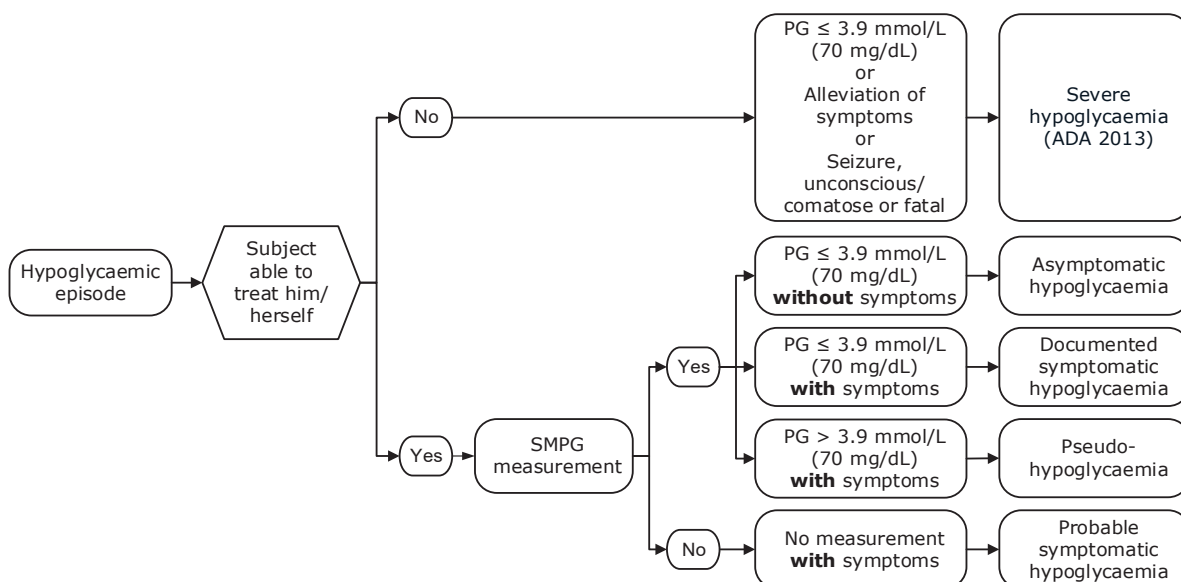 PG ≤ 3.9 mmol/L
(70 mg/dL)
or
Alleviation of
symptoms
or
Seizure,
unconscious/
comatose or fatal
Severe
hypoglycaemia
(ADA 2013)
No
Hypoglycaemic
episode
Subject
able to
treat him/
herself
PG ≤ 3.9 mmol/L
(70 mg/dL)
without symptoms
Asymptomatic
hypoglycaemia
Yes
PG ≤ 3.9 mmol/L
(70 mg/dL)
with symptoms
Documented
symptomatic
hypoglycaemia
Yes
SMPG
measurement
PG > 3.9 mmol/L
(70 mg/dL)
with symptoms
Pseudo-
hypoglycaemia
No
No measurement
with symptoms
Probable
symptomatic
hypoglycaemia